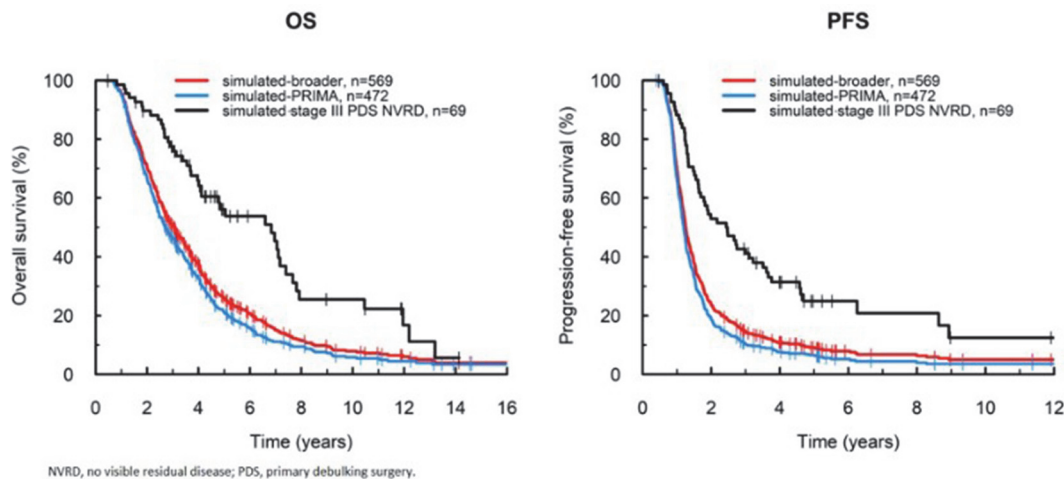 OS
100
80
60
40
20
0
Overall survival (%)
simulated-broader, n=569
simulated-PRIMA, n=472
simulated-stage III PDS NVRD, n=69
0 2 4 6 8 10 12 14 16
Time (years)
PFS
100
80
60
40
20
0
Progression-free survival (%)
simulated-broader, n=569
simulated-PRIMA, n=472
simulated-stage III PDS NVRD, n=69
0 2 4 6 8 10 12
Time (years)
NVRD, no visible residual disease; PDS, primary debulking surgery.